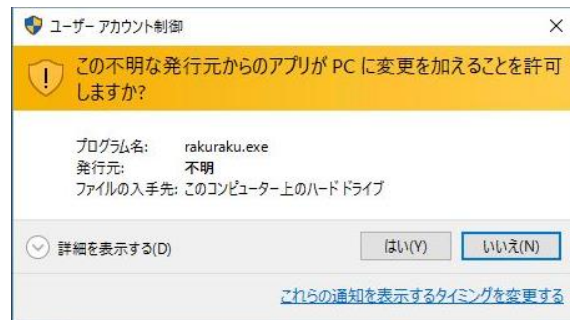 ユーザー アカウント制御
この不明な発行元からのアプリが PC に変更を加えることを許可
しますか?
プログラム名: rakuraku.exe
発行元: 不明
ファイルの入手先: このコンピューター上のハード ドライブ
詳細を表示する(D)
はい(Y)
いいえ(N)
これらの通知を表示するタイミングを変更する